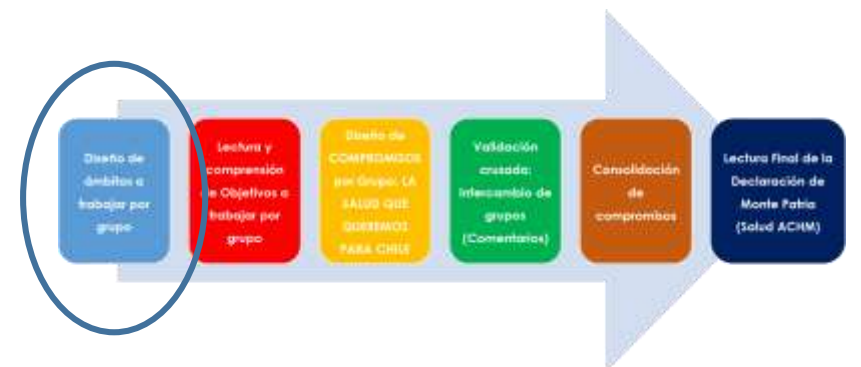 Diseño de
ámbitos a
trabajar por
grupo
Lectura y
comprensión
de Objetivos a
trabajar por
grupo
Diseño de
COMPROMISOS
por Grupo: LA
SALUD QUE
QUEREMOS
PARA CHILE
Validación
cruzada:
Intercambio de
grupos
(Comentarios)
Consolidación
de
compromisos
Lectura Final de la
Declaración de
Monte Patria
(Salud ACHM)